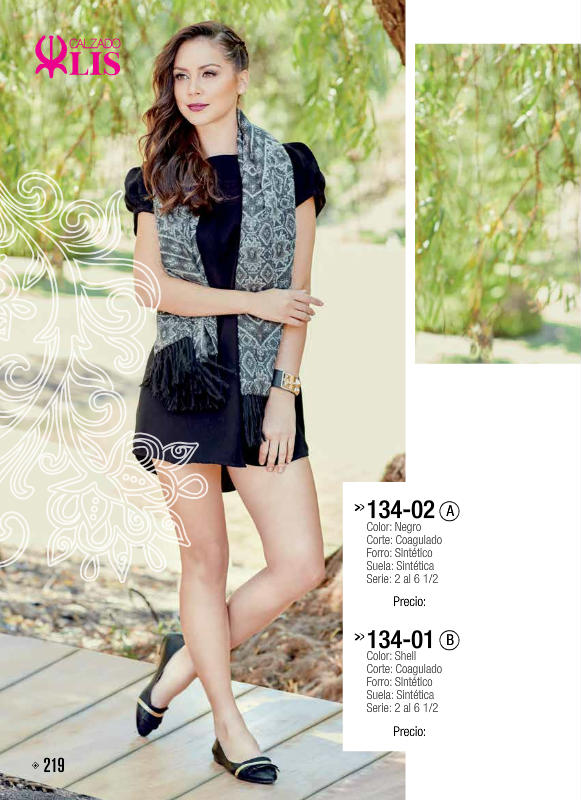 CALZADO
LIS
134-02 A
Color: Negro
Corte: Coagulado
Forro: Sintético
Suela: Sintética
Serie: 2 al 6 1/2
Precio:
134-01 B
Color: Shell
Corte: Coagulado
Forro: Sintético
Suela: Sintética
Serie: 2 al 6 1/2
Precio:
219